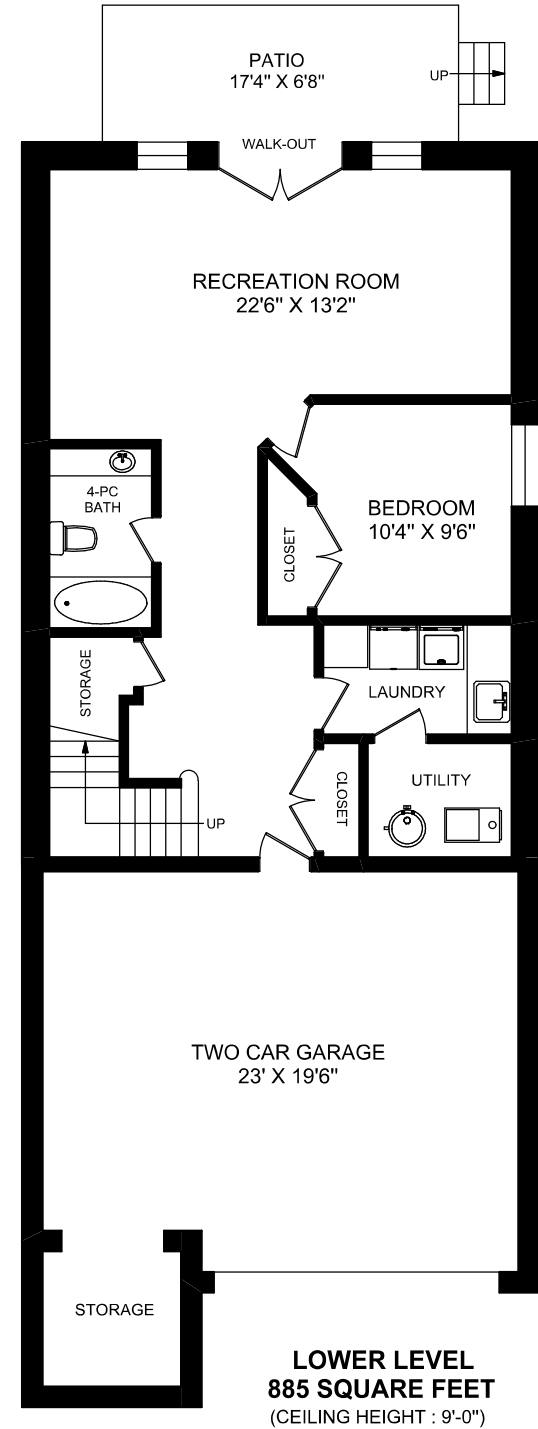 PATIO
17'4" X 6'8"
UP
WALK-OUT
RECREATION ROOM
22'6" X 13'2"
4-PC
BATH
BEDROOM
10'4" X 9'6"
CLOSET
STORAGE
LAUNDRY
UTILITY
CLOSET
UP
TWO CAR GARAGE
23' X 19'6"
STORAGE
LOWER LEVEL
885 SQUARE FEET
(CEILING HEIGHT : 9'-0")